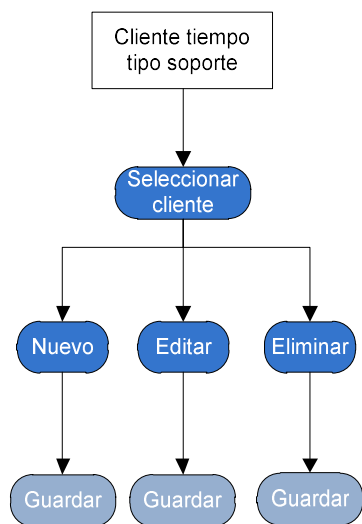 Cliente tiempo
tipo soporte
Seleccionar
cliente
Nuevo
Editar
Eliminar
Guardar
Guardar
Guardar